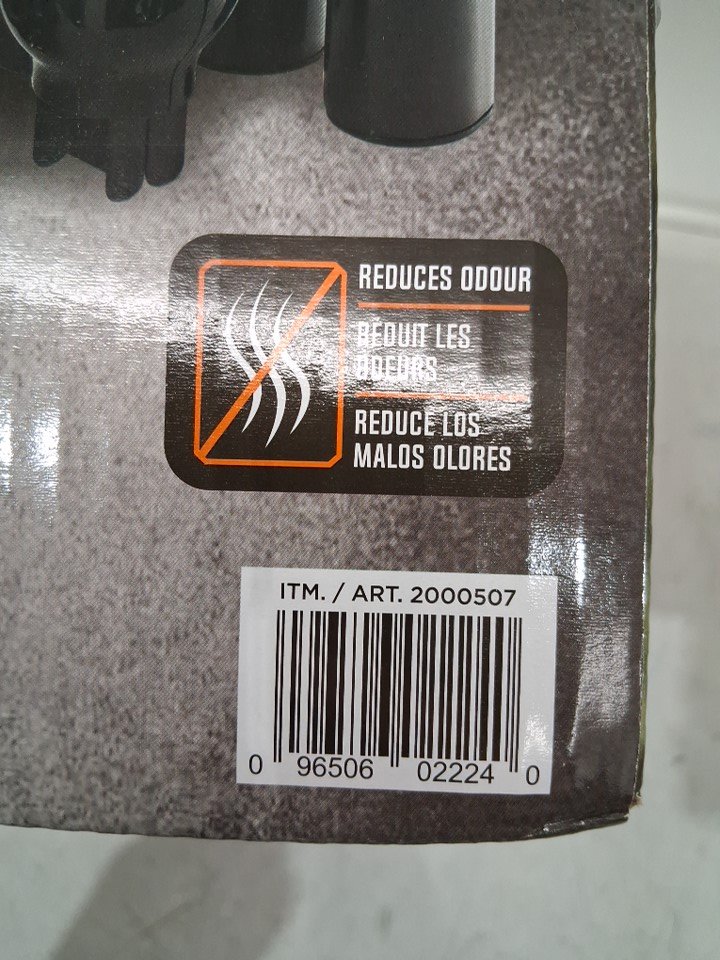 REDUCES ODOUR
RÉDUIT LES
ODEURS
REDUCE LOS
MALOS OLORES
ITM. / ART. 2000507
0 96506 02224 0